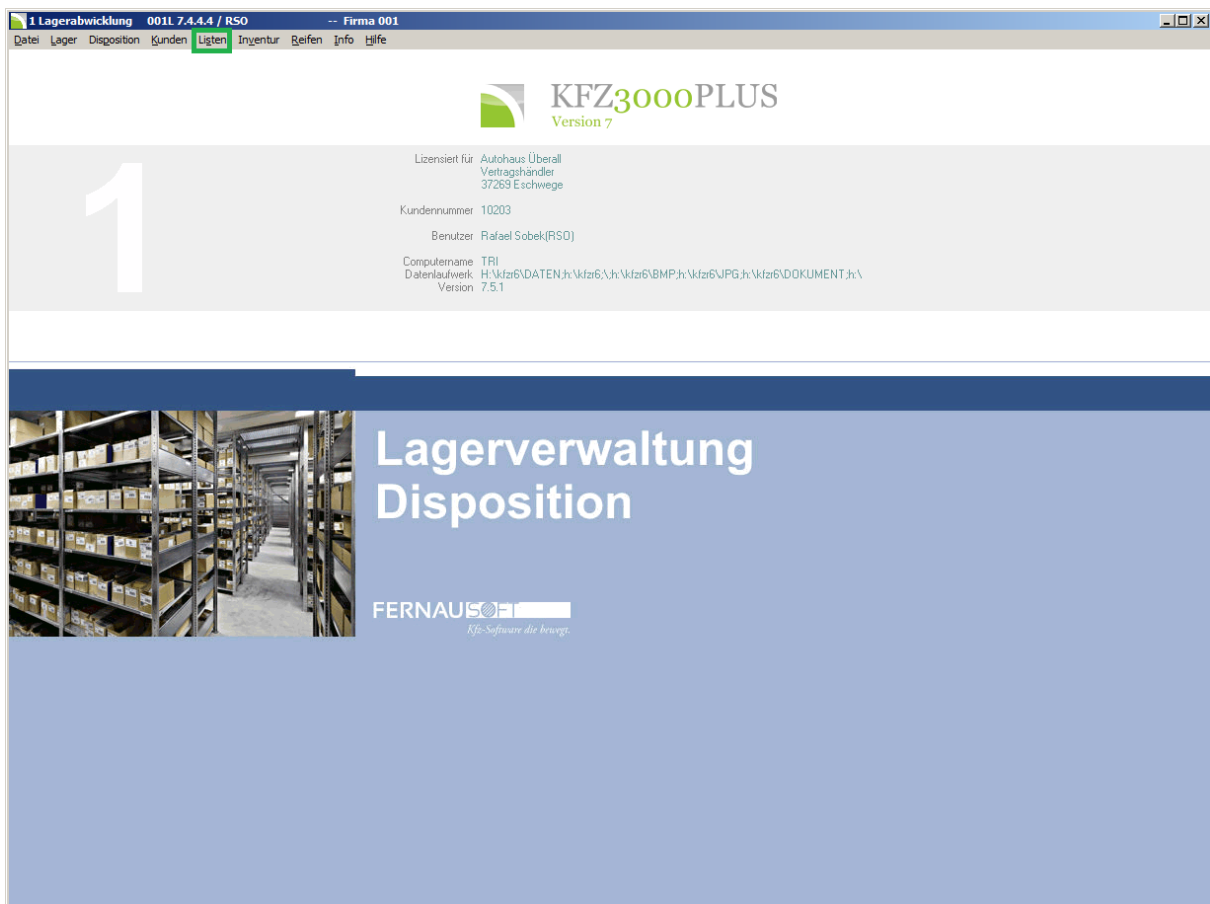 1 Lagerabwicklung 001L 7.4.4.4 / RSO -- Firma 001
Datei Lager Disposition Kunden Listen Inventur Reifen Info Hilfe
KFZ3000PLUS
Version 7
1
Lizensiert für Autohaus Überall
Vertragshändler
37269 Eschwege
Kundennummer 10203
Benutzer Rafael Sobek(RSO)
Computername TRI
Datenlaufwerk H:\kfzr6\DATEN;h:\kfzr6;\;h:\kfzr6\BMP;h:\kfzr6\JPG;h:\kfzr6\DOKUMENT;h:\
Version 7.5.1
Lagerverwaltung
Disposition
FERNAUSOFT
Kfz-Software die bewegt.